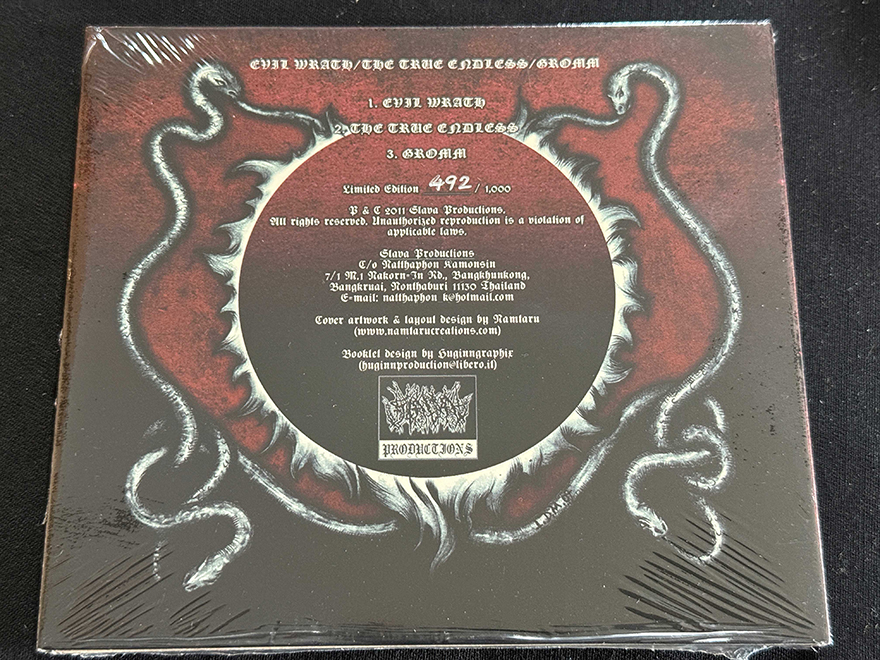 EVIL WRATH/THE TRUE ENDLESS/GROMM
1. EVIL WRATH
2. THE TRUE ENDLESS
3. GROMM
Limited Edition 492 / 1,000
P & C 2011 Slava Productions.
All rights reserved. Unauthorized reproduction is a violation of
applicable laws.
Slava Productions
C/o Natthaphon Kamonsin
7/1 M.1 Nakorn-In Rd., Bangkhunkong,
Bangkruai, Nonthaburi 11130 Thailand
E-mail: natthaphon_k@hotmail.com
Cover artwork & layout design by Namtaru
(www.namtarucreations.com)
Booklet design by Huginngraphix
(huginnproduction@libero.it)
PRODUCTIONS